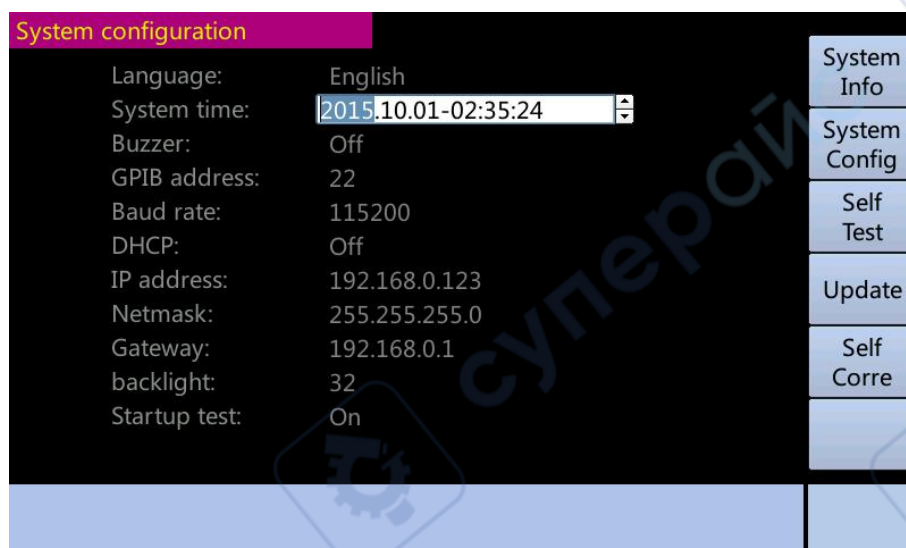 System configuration
Language: English
System time: 2015.10.01-02:35:24
Buzzer: Off
GPIB address: 22
Baud rate: 115200
DHCP: Off
IP address: 192.168.0.123
Netmask: 255.255.255.0
Gateway: 192.168.0.1
backlight: 32
Startup test: On
System
Info
System
Config
Self
Test
Update
Self
Corre
суперайс